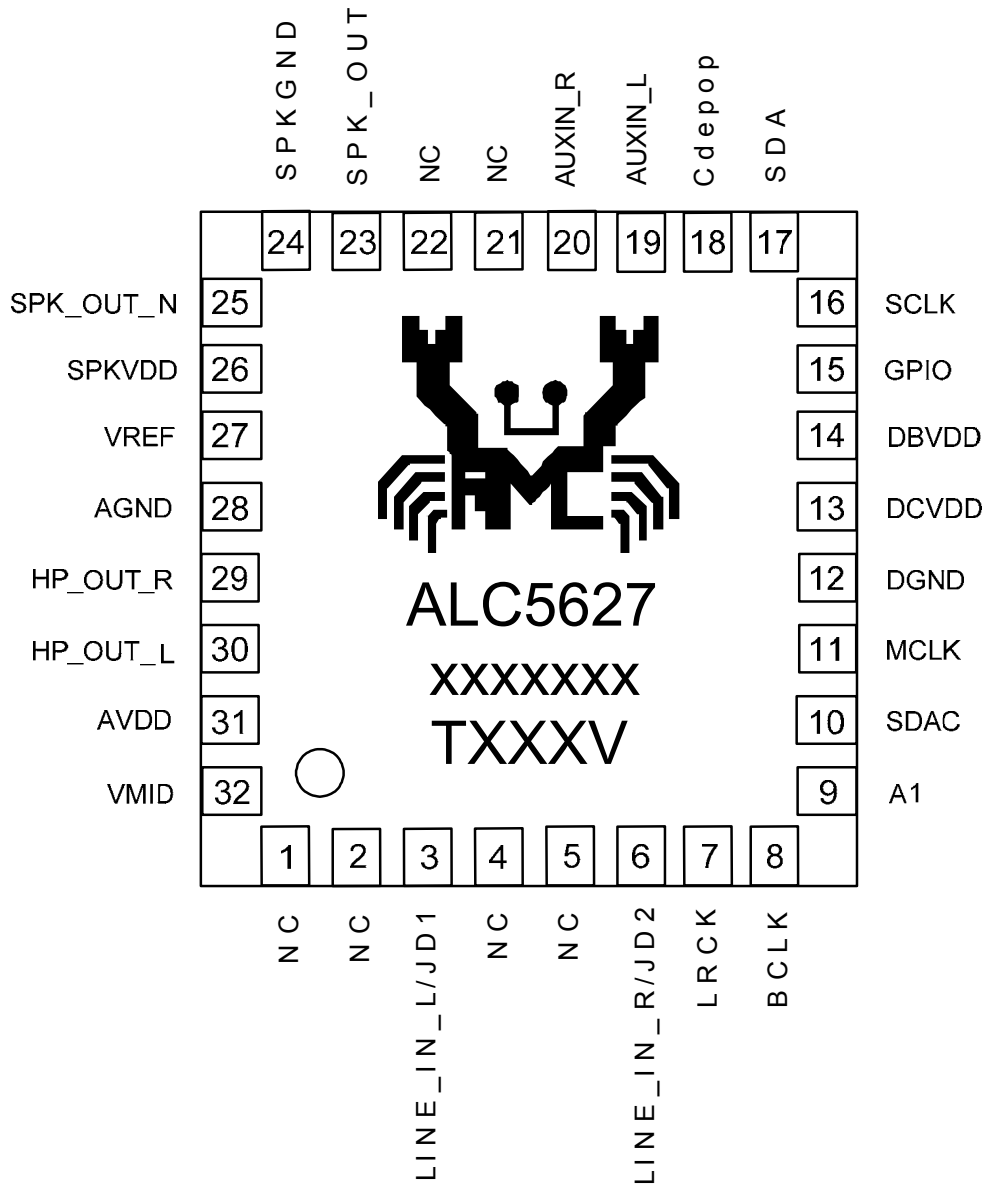 SPKGND
SPK_OUT
NC
NC
AUXIN_R
AUXIN_L
Cdepop
SDA
24 23 22 21 20 19 18 17
SPK_OUT_N 25 16 SCLK
SPKVDD 26 15 GPIO
VREF 27 14 DBVDD
AGND 28 13 DCVDD
HP_OUT_R 29 12 DGND
HP_OUT_L 30 11 MCLK
AVDD 31 10 SDAC
VMID 32 9 A1
AMC
ALC5627
XXXXXXX
TXXXV
1 2 3 4 5 6 7 8
NC
NC
LINE_IN_L/JD1
NC
NC
LINE_IN_R/JD2
LRCK
BCLK